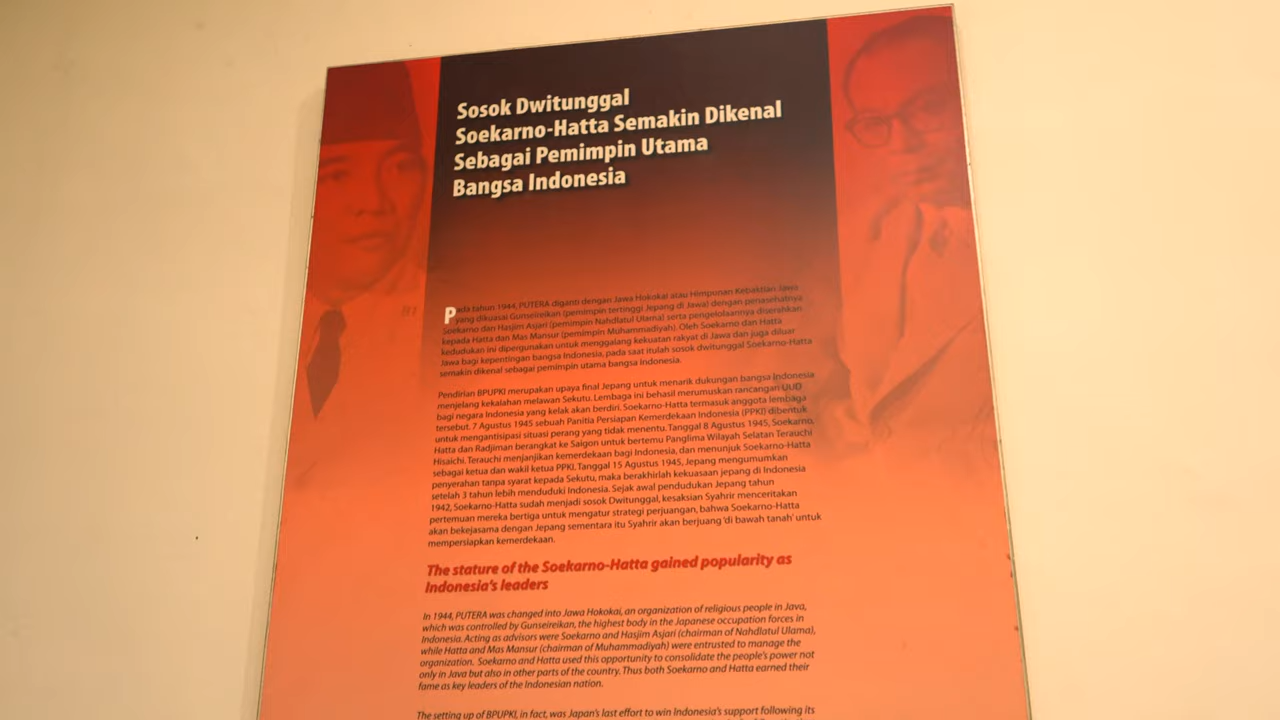 Sosok Dwitunggal
Soekarno-Hatta Semakin Dikenal
Sebagai Pemimpin Utama
Bangsa Indonesia
Pada tahun 1944, PUTERA diganti dengan Jawa Hokokai atau Himpunan Kebaktian Jawa
yang dikuasai Gunseireikan (pemimpin tertinggi Jepang di Jawa) dengan penasehatnya
Soekarno dan Hasjim Asjari (pemimpin Nahdlatul Ulama) serta pengelolaannya diserahkan
kepada Hatta dan Mas Mansur (pemimpin Muhammadiyah). Oleh Soekarno dan Hatta
kedudukan ini dipergunakan untuk menggalang kekuatan rakyat di Jawa dan juga diluar
Jawa bagi kepentingan bangsa Indonesia, pada saat itulah sosok dwitunggal Soekarno-Hatta
semakin dikenal sebagai pemimpin utama bangsa Indonesia.
Pendirian BPUPKI merupakan upaya final Jepang untuk menarik dukungan bangsa Indonesia
menjelang kekalahan melawan Sekutu. Lembaga ini behasil merumuskan rancangan UUD
bagi negara Indonesia yang kelak akan berdiri. Soekarno-Hatta termasuk anggota lembaga
tersebut. 7 Agustus 1945 sebuah Panitia Persiapan Kemerdekaan Indonesia (PPKI) dibentuk
untuk mengantisipasi situasi perang yang tidak menentu. Tanggal 8 Agustus 1945, Soekarno,
Hatta dan Radjiman berangkat ke Saigon untuk bertemu Panglima Wilayah Selatan Terauchi
Hisaichi. Terauchi menjanjikan kemerdekaan bagi Indonesia, dan menunjuk Soekarno-Hatta
sebagai ketua dan wakil ketua PPKI. Tanggal 15 Agustus 1945, Jepang mengumumkan
penyerahan tanpa syarat kepada Sekutu, maka berakhirlah kekuasaan jepang di Indonesia
setelah 3 tahun lebih menduduki Indonesia. Sejak awal pendudukan Jepang tahun
1942, Soekarno-Hatta sudah menjadi sosok Dwitunggal, kesaksian Syahrir menceritakan
pertemuan mereka bertiga untuk mengatur strategi perjuangan, bahwa Soekarno-Hatta
akan bekejasama dengan Jepang sementara itu Syahrir akan berjuang 'di bawah tanah' untuk
mempersiapkan kemerdekaan.
The stature of the Soekarno-Hatta gained popularity as
Indonesia's leaders
In 1944, PUTERA was changed into Jawa Hokokai, an organization of religious people in Java,
which was controlled by Gunseireikan, the highest body in the Japanese occupation forces in
Indonesia. Acting as advisors were Soekarno and Hasjim Asjari (chairman of Nahdlatul Ulama),
while Hatta and Mas Mansur (chairman of Muhammadiyah) were entrusted to manage the
organization. Soekarno and Hatta used this opportunity to consolidate the people's power not
only in Java but also in other parts of the country. Thus both Soekarno and Hatta earned their
fame as key leaders of the Indonesian nation.
The setting up of BPUPKI, in fact, was Japan's last effort to win Indonesia's support following its